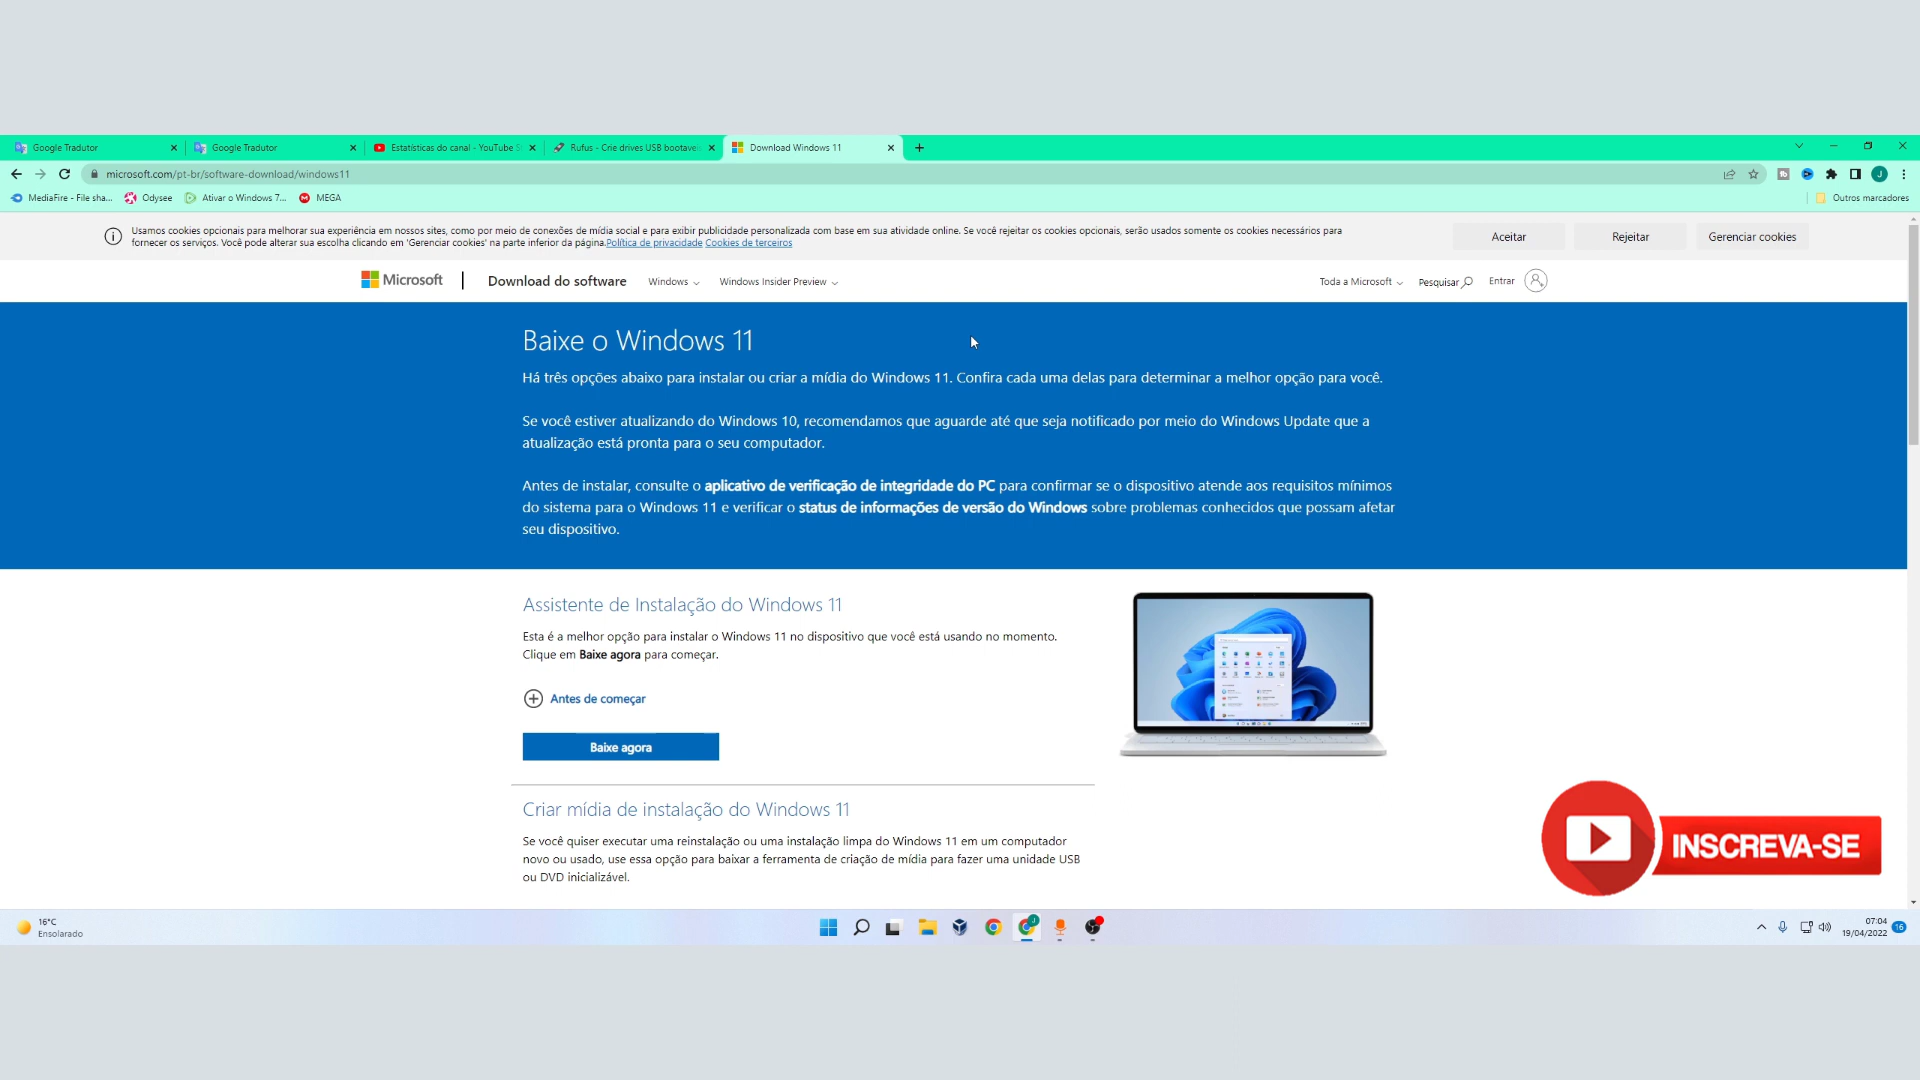 Google Tradutor
Google Tradutor
Estatísticas do canal - YouTube S
Rufus - Crie drives USB bootavei
Download Windows 11
microsoft.com/pt-br/software-download/windows11
MediaFire - File sha...
Odysee
Ativar o Windows 7...
MEGA
Outros marcadores
Usamos cookies opcionais para melhorar sua experiência em nossos sites, como por meio de conexões de mídia social e para exibir publicidade personalizada com base em sua atividade online. Se você rejeitar os cookies opcionais, serão usados somente os cookies necessários para
fornecer os serviços. Você pode alterar sua escolha clicando em 'Gerenciar cookies' na parte inferior da página.Política de privacidade Cookies de terceiros
Aceitar
Rejeitar
Gerenciar cookies
Microsoft
Download do software
Windows
Windows Insider Preview
Toda a Microsoft
Pesquisar
Entrar
Baixe o Windows 11
Há três opções abaixo para instalar ou criar a mídia do Windows 11. Confira cada uma delas para determinar a melhor opção para você.
Se você estiver atualizando do Windows 10, recomendamos que aguarde até que seja notificado por meio do Windows Update que a
atualização está pronta para o seu computador.
Antes de instalar, consulte o aplicativo de verificação de integridade do PC para confirmar se o dispositivo atende aos requisitos mínimos
do sistema para o Windows 11 e verificar o status de informações de versão do Windows sobre problemas conhecidos que possam afetar
seu dispositivo.
Assistente de Instalação do Windows 11
Esta é a melhor opção para instalar o Windows 11 no dispositivo que você está usando no momento.
Clique em Baixe agora para começar.
Antes de começar
Baixe agora
Criar mídia de instalação do Windows 11
Se você quiser executar uma reinstalação ou uma instalação limpa do Windows 11 em um computador
novo ou usado, use essa opção para baixar a ferramenta de criação de mídia para fazer uma unidade USB
ou DVD inicializável.
INSCREVA-SE
16°C
Ensolarado
07:04
19/04/2022
16